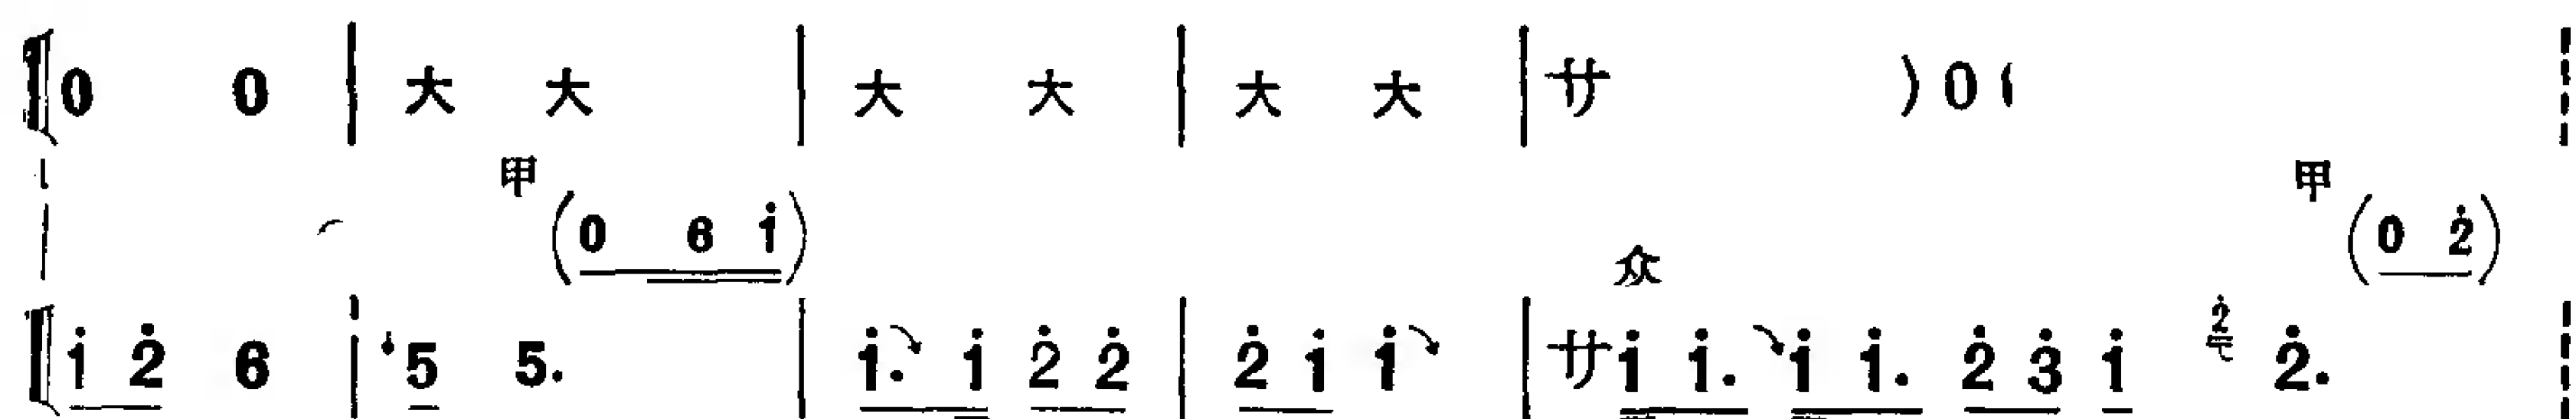 0 0 | 大 大 | 大 大 | 大 大 | サ ) 0 (
甲 甲
(0 6 i̇) (0 2̇)
众
i̇ 2̇ 6 | 5 5. | i̇. i̇ 2̇ 2̇ | 2̇ i̇ i̇ | サ i̇ i̇. i̇ i̇. 2̇ 3̇ i̇ 2̇ 2̇.